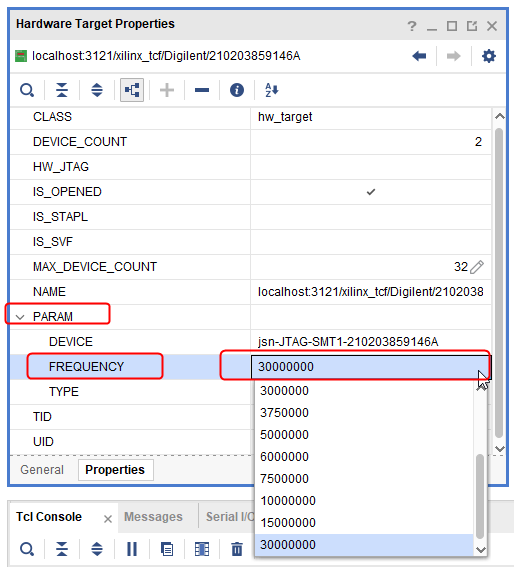 Hardware Target Properties
localhost:3121/xilinx_tcf/Digilent/210203859146A
CLASS hw_target
DEVICE_COUNT 2
HW_JTAG
IS_OPENED
IS_STAPL
IS_SVF
MAX_DEVICE_COUNT 32
NAME localhost:3121/xilinx_tcf/Digilent/2102038
PARAM
DEVICE jsn-JTAG-SMT1-210203859146A
FREQUENCY 30000000
TYPE
3000000
3750000
TID
5000000
UID
6000000
7500000
General Properties
10000000
Tcl Console Messages Serial I/O
15000000
30000000